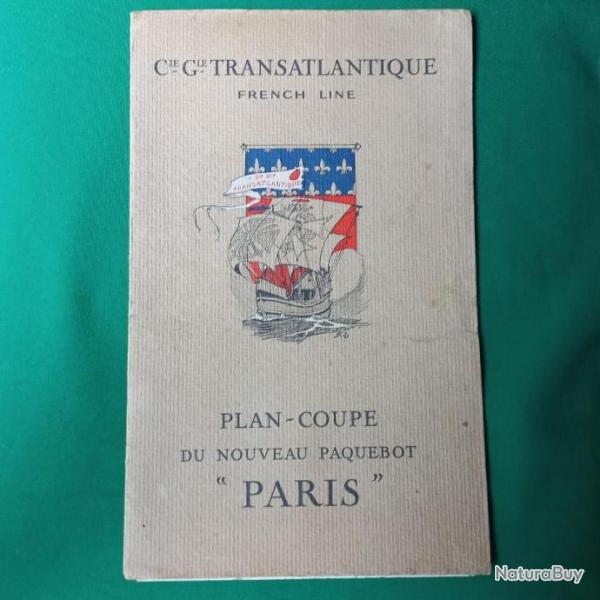 CIE GLE TRANSATLANTIQUE
FRENCH LINE
CIE GLE
TRANSATLANTIQUE
PLAN-COUPE
DU NOUVEAU PAQUEBOT
“ PARIS ”
NaturaBuy